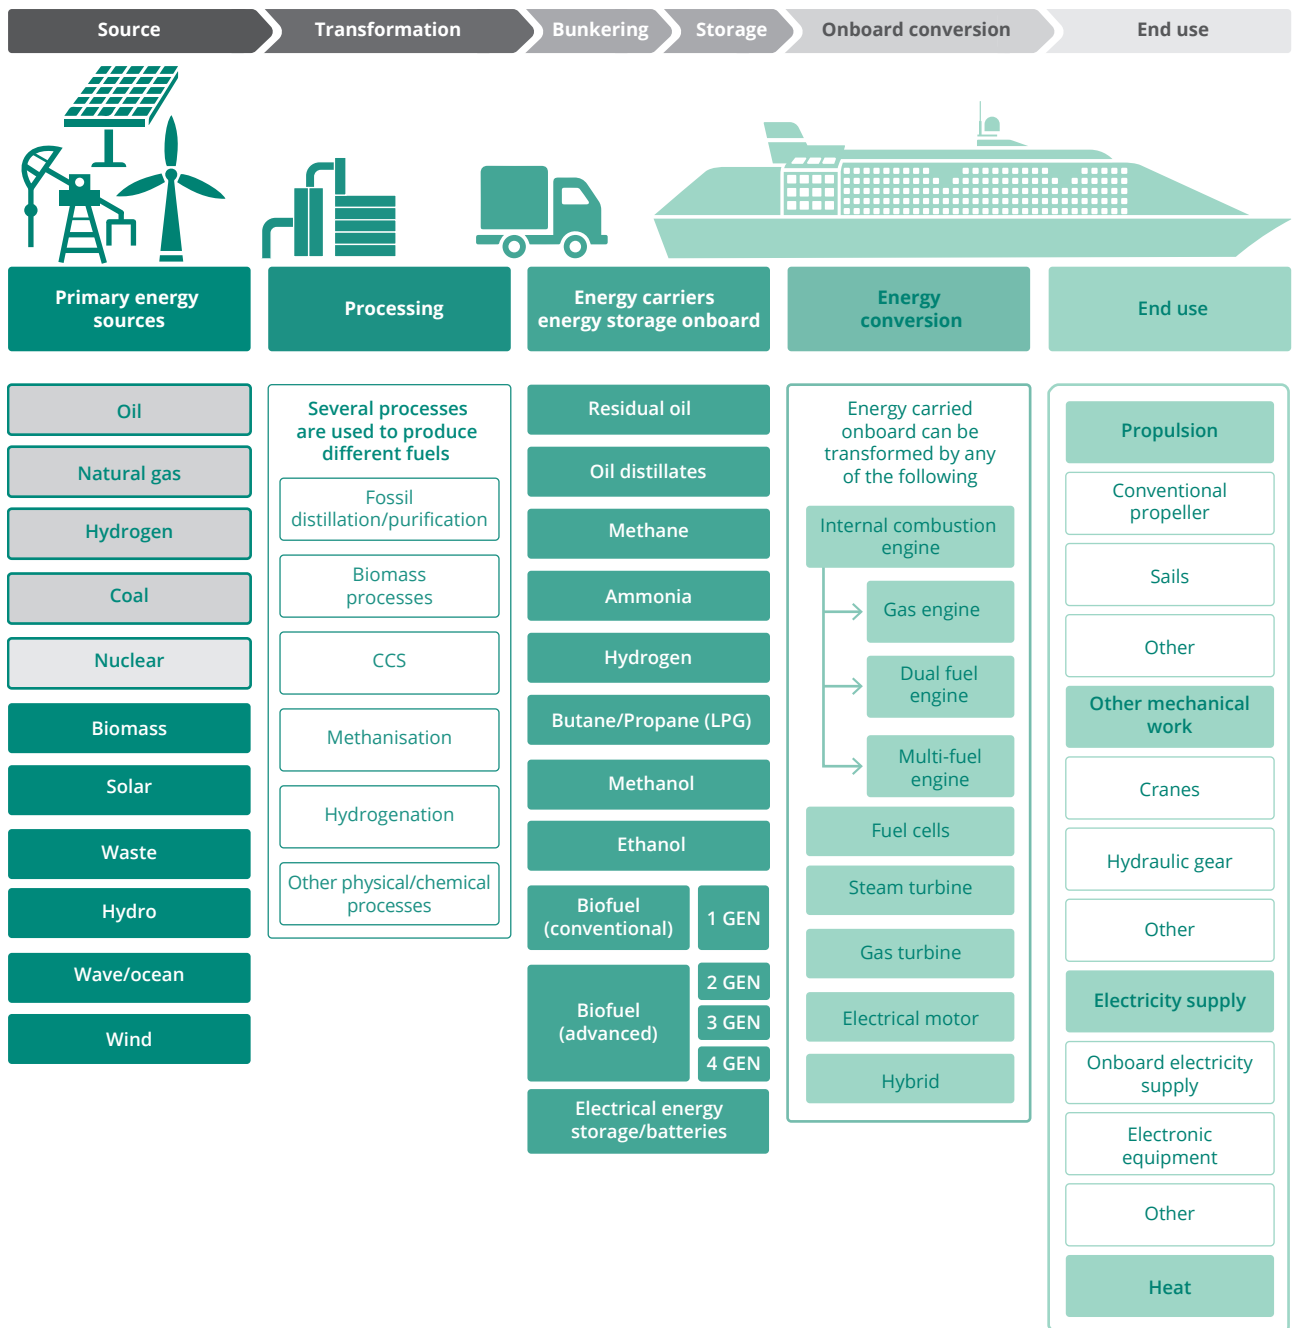 Source
Transformation
Bunkering
Storage
Onboard conversion
End use
Primary energy
sources
Processing
Energy carriers
energy storage onboard
Energy
conversion
End use
Oil
Natural gas
Hydrogen
Coal
Nuclear
Biomass
Solar
Waste
Hydro
Wave/ocean
Wind
Several processes
are used to produce
different fuels
Fossil
distillation/purification
Biomass
processes
CCS
Methanisation
Hydrogenation
Other physical/chemical
processes
Residual oil
Oil distillates
Methane
Ammonia
Hydrogen
Butane/Propane (LPG)
Methanol
Ethanol
Biofuel
(conventional)
1 GEN
Biofuel
(advanced)
2 GEN
3 GEN
4 GEN
Electrical energy
storage/batteries
Energy carried
onboard can be
transformed by any
of the following
Internal combustion
engine
Gas engine
Dual fuel
engine
Multi-fuel
engine
Fuel cells
Steam turbine
Gas turbine
Electrical motor
Hybrid
Propulsion
Conventional
propeller
Sails
Other
Other mechanical
work
Cranes
Hydraulic gear
Other
Electricity supply
Onboard electricity
supply
Electronic
equipment
Other
Heat